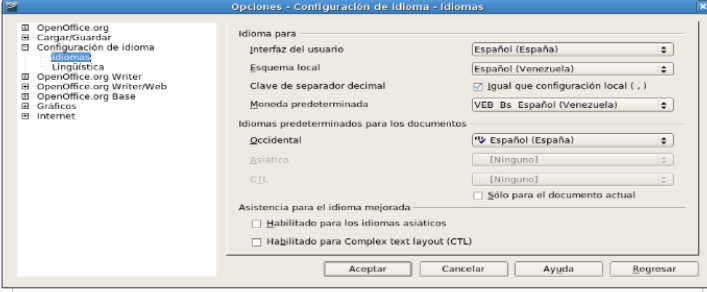 Opciones - Configuración de idioma - Idiomas
OpenOffice.org
Cargar/Guardar
Configuración de idioma
Idiomas
Lingüística
OpenOffice.org Writer
OpenOffice.org Writer/Web
OpenOffice.org Base
Gráficos
Internet
Idioma para
Interfaz del usuario Español (España)
Esquema local Español (Venezuela)
Clave de separador decimal Igual que configuración local ( , )
Moneda predeterminada VEB Bs Español (Venezuela)
Idiomas predeterminados para los documentos
Occidental Español (España)
Asiático [Ninguno]
CTL [Ninguno]
Sólo para el documento actual
Asistencia para el idioma mejorada
Habilitado para los idiomas asiáticos
Habilitado para Complex text layout (CTL)
Aceptar Cancelar Ayuda Regresar